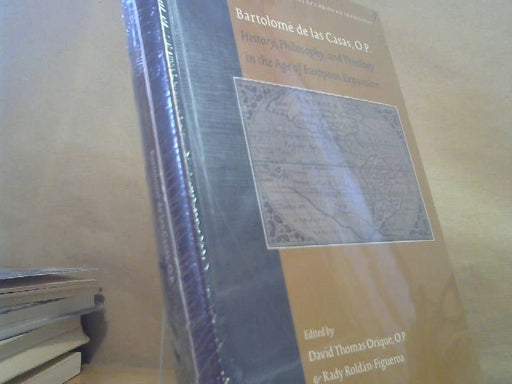 Bartolomé de las Casas, O.P.
History, Philosophy, and Theology
in the Age of European Expansion
Edited by
David Thomas Orique, O.P.
& Rady Roldán-Figueroa